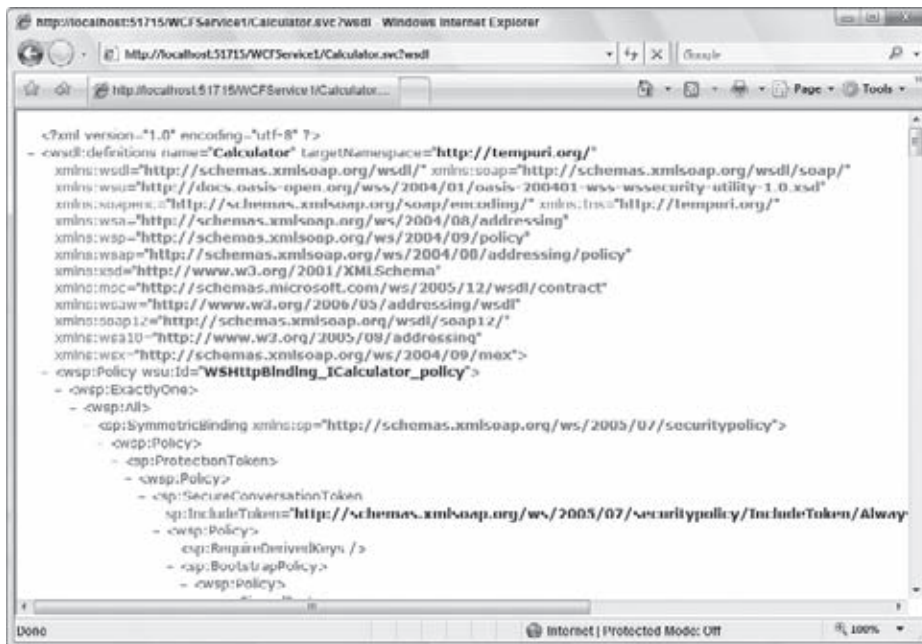 http://localhost:51715/WCFService1/Calculator.svc?wsdl - Windows Internet Explorer
http://localhost:51715/WCFService1/Calculator.svc?wsdl
Google
http://localhost:51715/WCFService1/Calculator....
Page
Tools
<?xml version="1.0" encoding="utf-8" ?>
- <wsdl:definitions name="Calculator" targetNamespace="http://tempuri.org/"
xmlns:wsdl="http://schemas.xmlsoap.org/wsdl/" xmlns:soap="http://schemas.xmlsoap.org/wsdl/soap/"
xmlns:wsu="http://docs.oasis-open.org/wss/2004/01/oasis-200401-wss-wssecurity-utility-1.0.xsd"
xmlns:soapenc="http://schemas.xmlsoap.org/soap/encoding/" xmlns:tns="http://tempuri.org/"
xmlns:wsa="http://schemas.xmlsoap.org/ws/2004/08/addressing"
xmlns:wsp="http://schemas.xmlsoap.org/ws/2004/09/policy"
xmlns:wsap="http://schemas.xmlsoap.org/ws/2004/08/addressing/policy"
xmlns:xsd="http://www.w3.org/2001/XMLSchema"
xmlns:msc="http://schemas.microsoft.com/ws/2005/12/wsdl/contract"
xmlns:wsaw="http://www.w3.org/2006/05/addressing/wsdl"
xmlns:soap12="http://schemas.xmlsoap.org/wsdl/soap12/"
xmlns:wsa10="http://www.w3.org/2005/08/addressing"
xmlns:wsx="http://schemas.xmlsoap.org/ws/2004/09/mex">
- <wsp:Policy wsu:Id="WSHttpBinding_ICalculator_policy">
- <wsp:ExactlyOne>
- <wsp:All>
- <sp:SymmetricBinding xmlns:sp="http://schemas.xmlsoap.org/ws/2005/07/securitypolicy">
- <wsp:Policy>
- <sp:ProtectionToken>
- <wsp:Policy>
- <sp:SecureConversationToken
sp:IncludeToken="http://schemas.xmlsoap.org/ws/2005/07/securitypolicy/IncludeToken/Alway
- <wsp:Policy>
<sp:RequireDerivedKeys />
- <sp:BootstrapPolicy>
- <wsp:Policy>
Done
Internet | Protected Mode: Off
100%